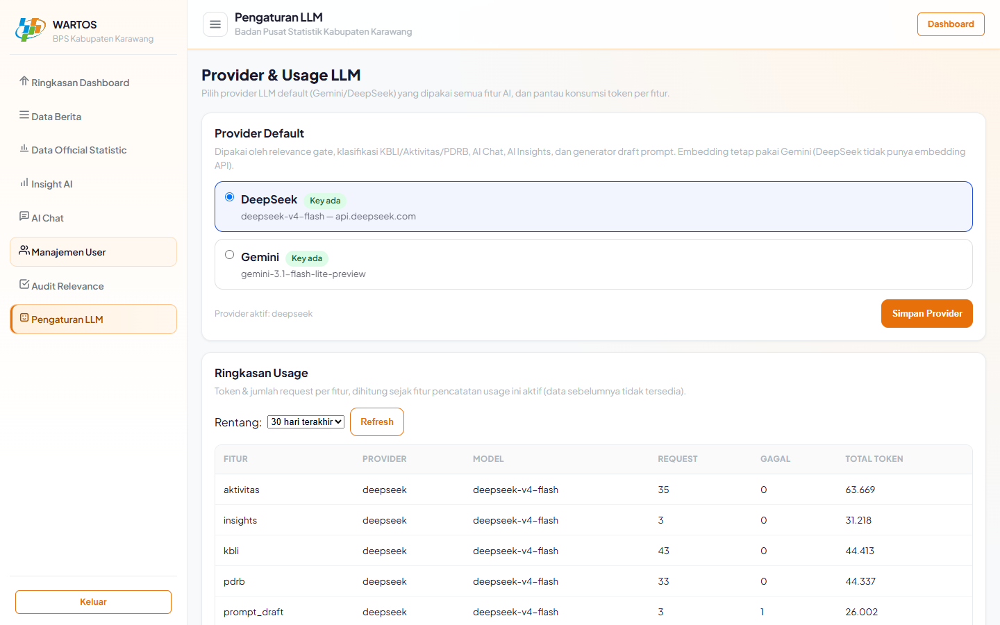 WARTOS
BPS Kabupaten Karawang
Ringkasan Dashboard
Data Berita
Data Official Statistic
Insight AI
AI Chat
Manajemen User
Audit Relevance
Pengaturan LLM
Keluar
Pengaturan LLM
Badan Pusat Statistik Kabupaten Karawang
Dashboard
Provider & Usage LLM
Pilih provider LLM default (Gemini/DeepSeek) yang dipakai semua fitur AI, dan pantau konsumsi token per fitur.
Provider Default
Dipakai oleh relevance gate, klasifikasi KBLI/Aktivitas/PDRB, AI Chat, AI Insights, dan generator draft prompt. Embedding tetap pakai Gemini (DeepSeek tidak punya embedding
API).
DeepSeek Key ada
deepseek-v4-flash — api.deepseek.com
Gemini Key ada
gemini-3.1-flash-lite-preview
Provider aktif: deepseek
Simpan Provider
Ringkasan Usage
Token & jumlah request per fitur, dihitung sejak fitur pencatatan usage ini aktif (data sebelumnya tidak tersedia).
Rentang: 30 hari terakhir Refresh
FITUR PROVIDER MODEL REQUEST GAGAL TOTAL TOKEN
aktivitas deepseek deepseek-v4-flash 35 0 63.669
insights deepseek deepseek-v4-flash 3 0 31.218
kbli deepseek deepseek-v4-flash 43 0 44.413
pdrb deepseek deepseek-v4-flash 33 0 44.337
prompt_draft deepseek deepseek-v4-flash 3 1 26.002